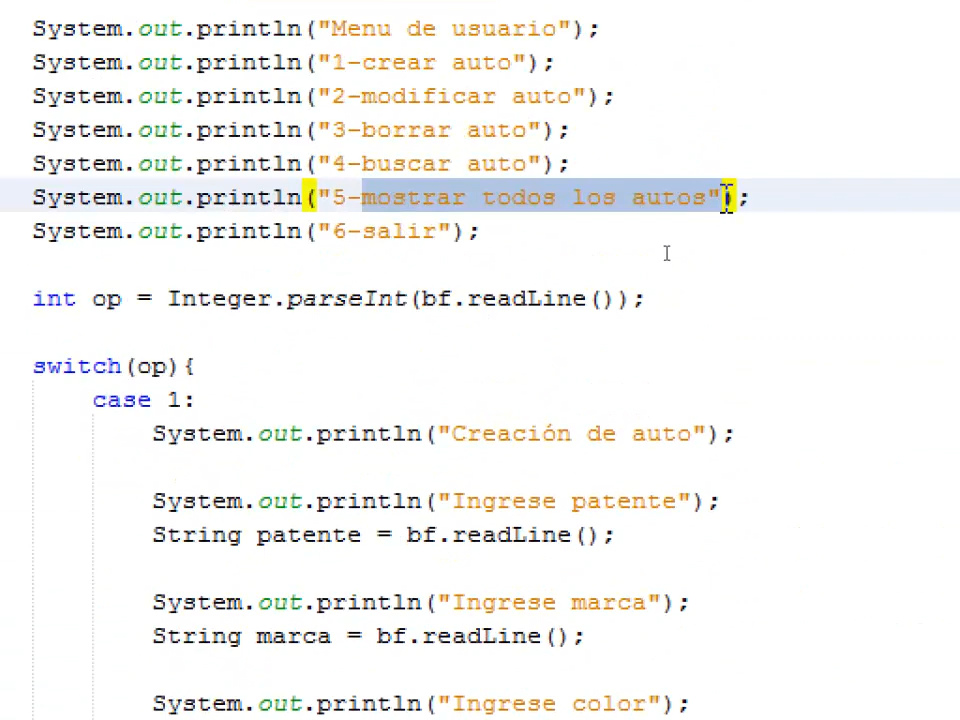 System.out.println("Menu de usuario");
System.out.println("1-crear auto");
System.out.println("2-modificar auto");
System.out.println("3-borrar auto");
System.out.println("4-buscar auto");
System.out.println("5-mostrar todos los autos");
System.out.println("6-salir");
int op = Integer.parseInt(bf.readLine());
switch(op){
case 1:
System.out.println("Creación de auto");
System.out.println("Ingrese patente");
String patente = bf.readLine();
System.out.println("Ingrese marca");
String marca = bf.readLine();
System.out.println("Ingrese color");